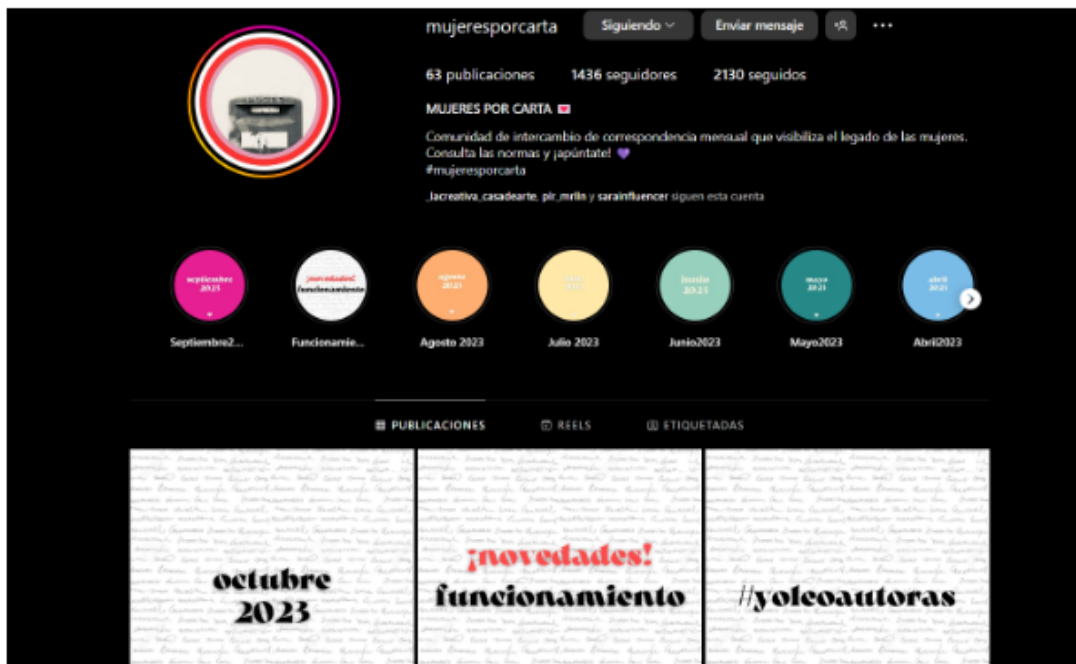 mujeresporcarta
Siguiendo
Enviar mensaje
63 publicaciones
1436 seguidores
2130 seguidos
MUJERES POR CARTA
Comunidad de intercambio de correspondencia mensual que visibiliza el legado de las mujeres.
Consulta las normas y ¡apúntate!
#mujeresporcarta
_lacreativa_casadearte, plr_mrlln y sarainfluencer siguen esta cuenta
septiembre
2023
¡novedades!
funcionamiento
agosto
2023
junio
2023
mayo
2023
abril
2023
Septiembre2...
Funcionamie...
Agosto 2023
Julio 2023
Junio2023
Mayo2023
Abril2023
PUBLICACIONES
REELS
ETIQUETADAS
octubre
2023
¡novedades!
funcionamiento
#yoleoautoras